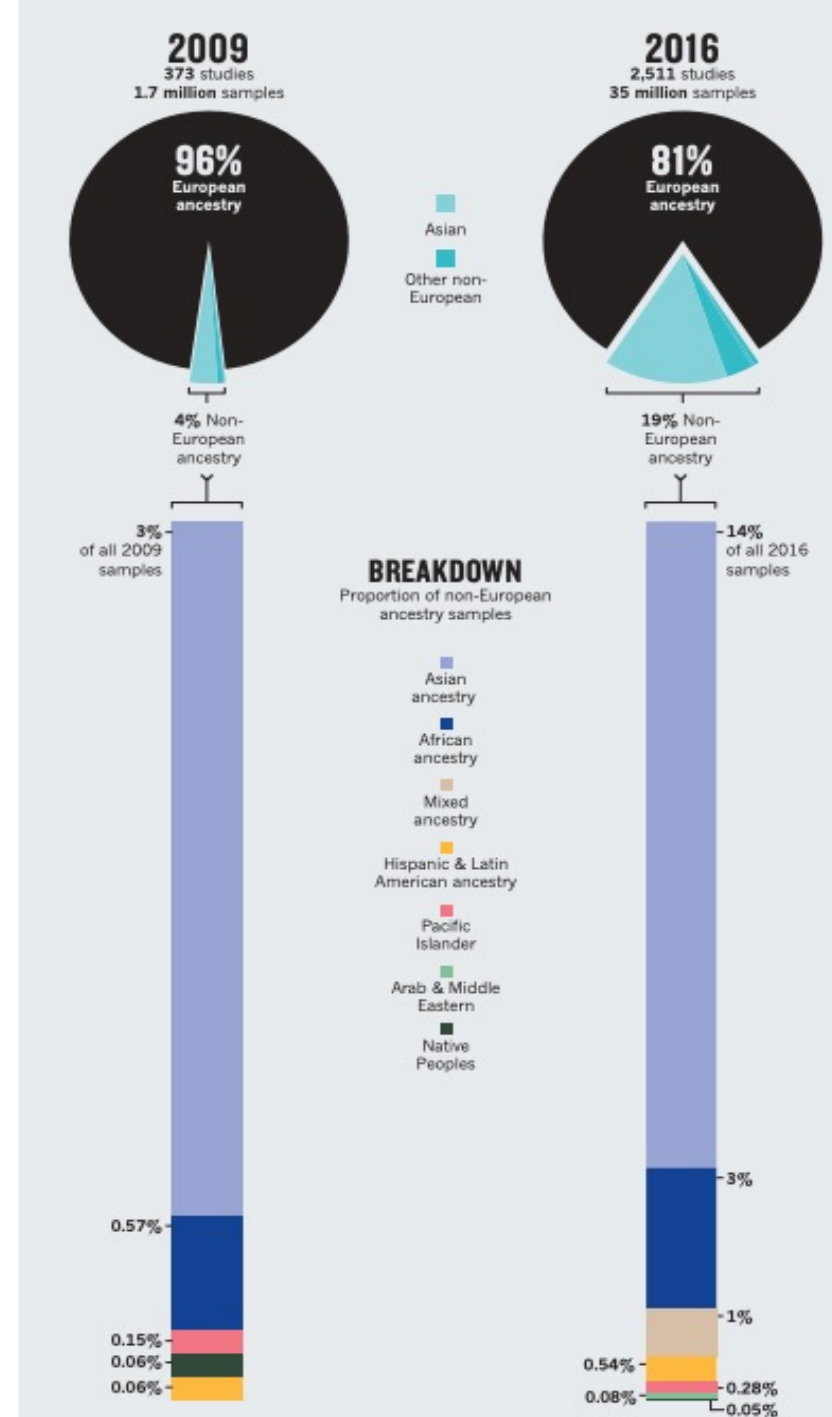 2009
373 studies
1.7 million samples
96%
European
ancestry
4% Non-
European
ancestry
Asian
Other non-
European
2016
2,511 studies
35 million samples
81%
European
ancestry
19% Non-
European
ancestry
3%
of all 2009
samples
0.57%
0.15%
0.06%
0.06%
BREAKDOWN
Proportion of non-European
ancestry samples
Asian
ancestry
African
ancestry
Mixed
ancestry
Hispanic & Latin
American ancestry
Pacific
Islander
Arab & Middle
Eastern
Native
Peoples
14%
of all 2016
samples
3%
1%
0.54%
0.28%
0.08%
0.05%